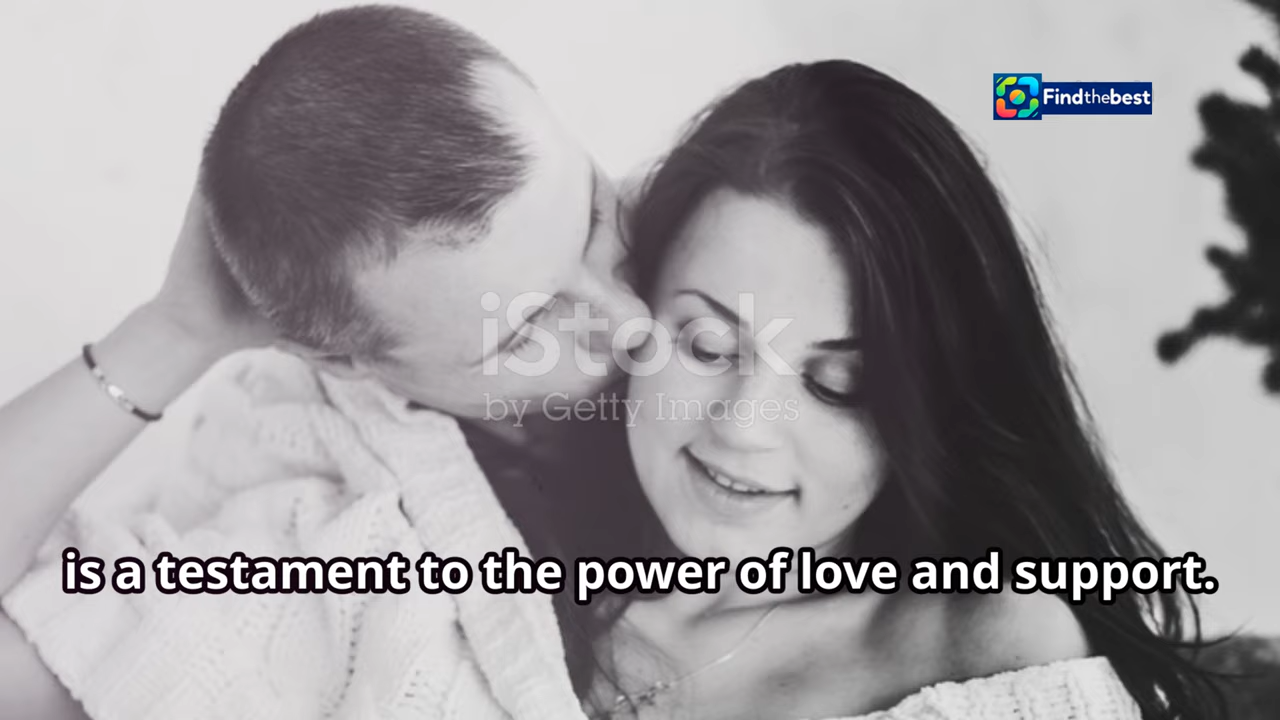 Findthebest
iStock
by Getty Images
is a testament to the power of love and support.